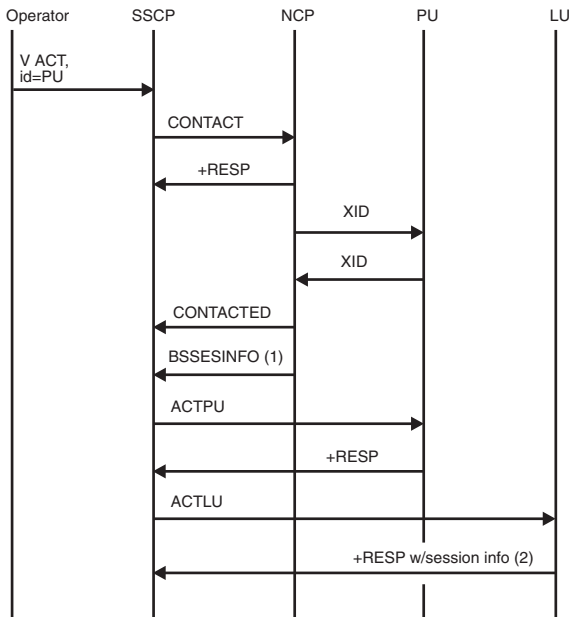 Operator SSCP NCP PU LU
V ACT,
id=PU
CONTACT
+RESP
XID
XID
CONTACTED
BSSESINFO (1)
ACTPU
+RESP
ACTLU
+RESP w/session info (2)